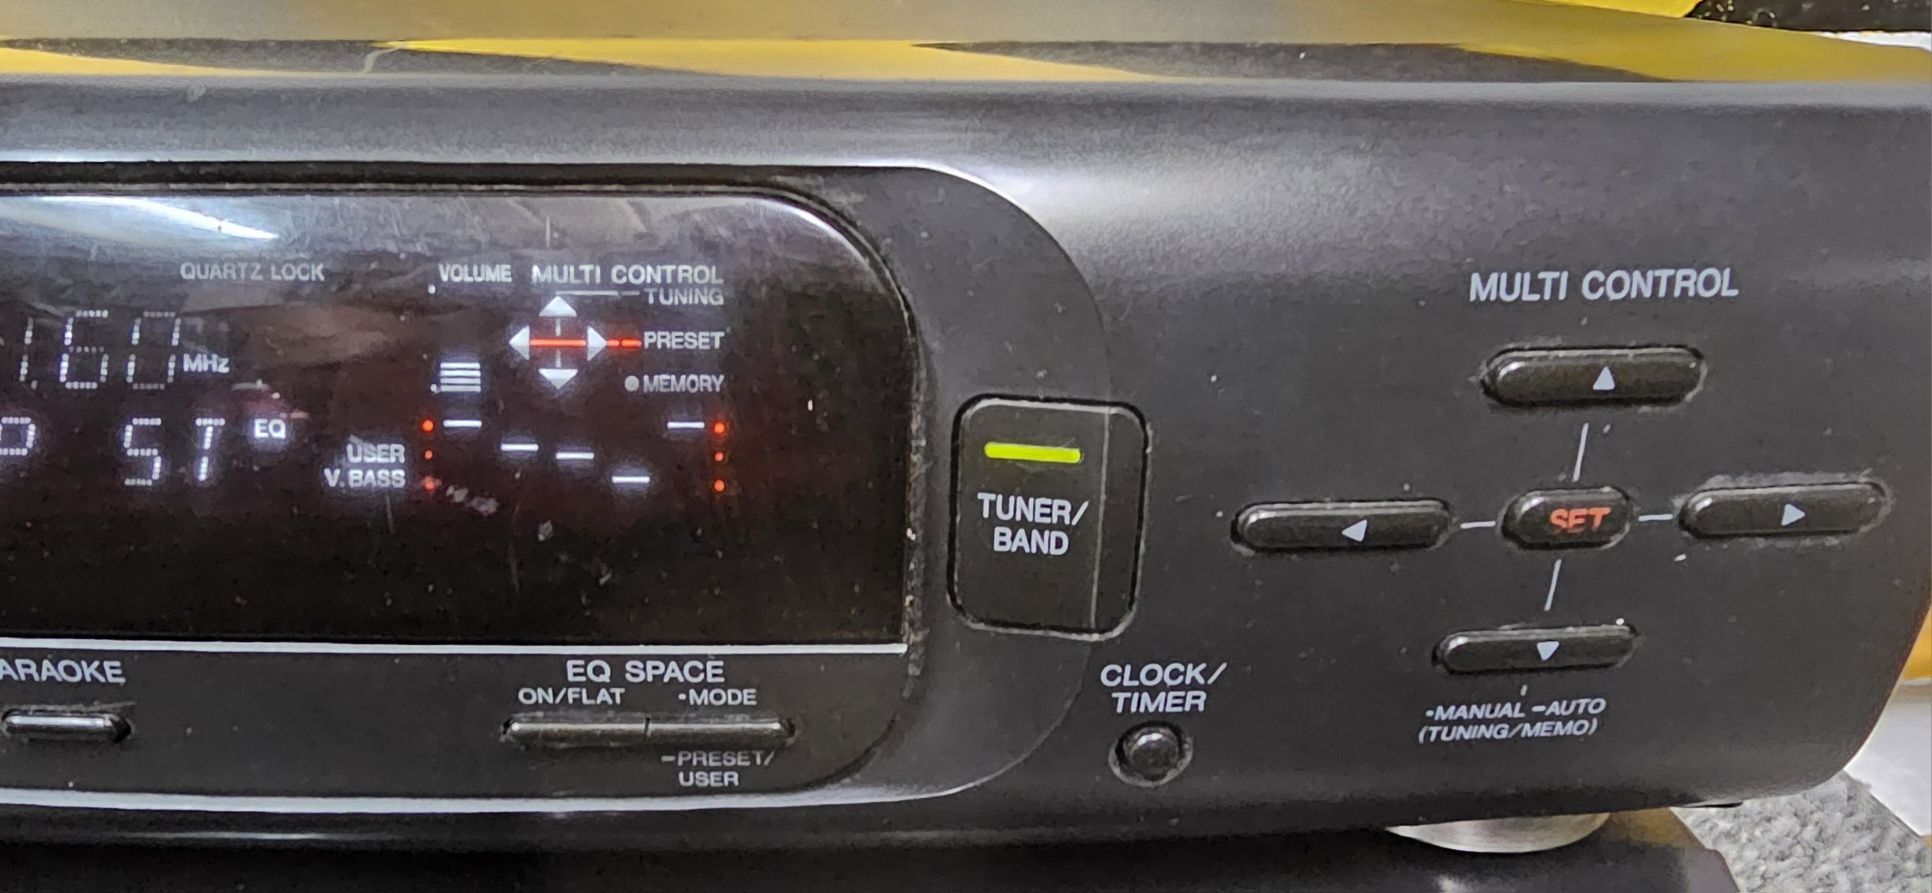 QUARTZ LOCK
VOLUME MULTI CONTROL
TUNING
160 MHz
PRESET
MEMORY
ST EQ
USER
V. BASS
TUNER/
BAND
MULTI CONTROL
SET
-MANUAL -AUTO
(TUNING/MEMO)
CLOCK/
TIMER
ARAOKE
EQ SPACE
ON/FLAT -MODE
-PRESET/
USER